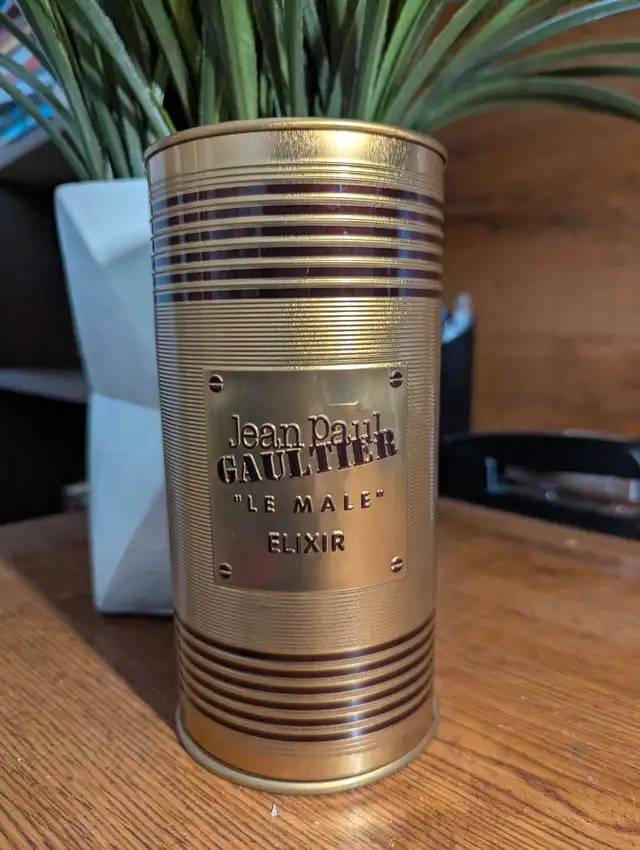 Jean Paul
GAULTIER
"LE MALE"
ELIXIR